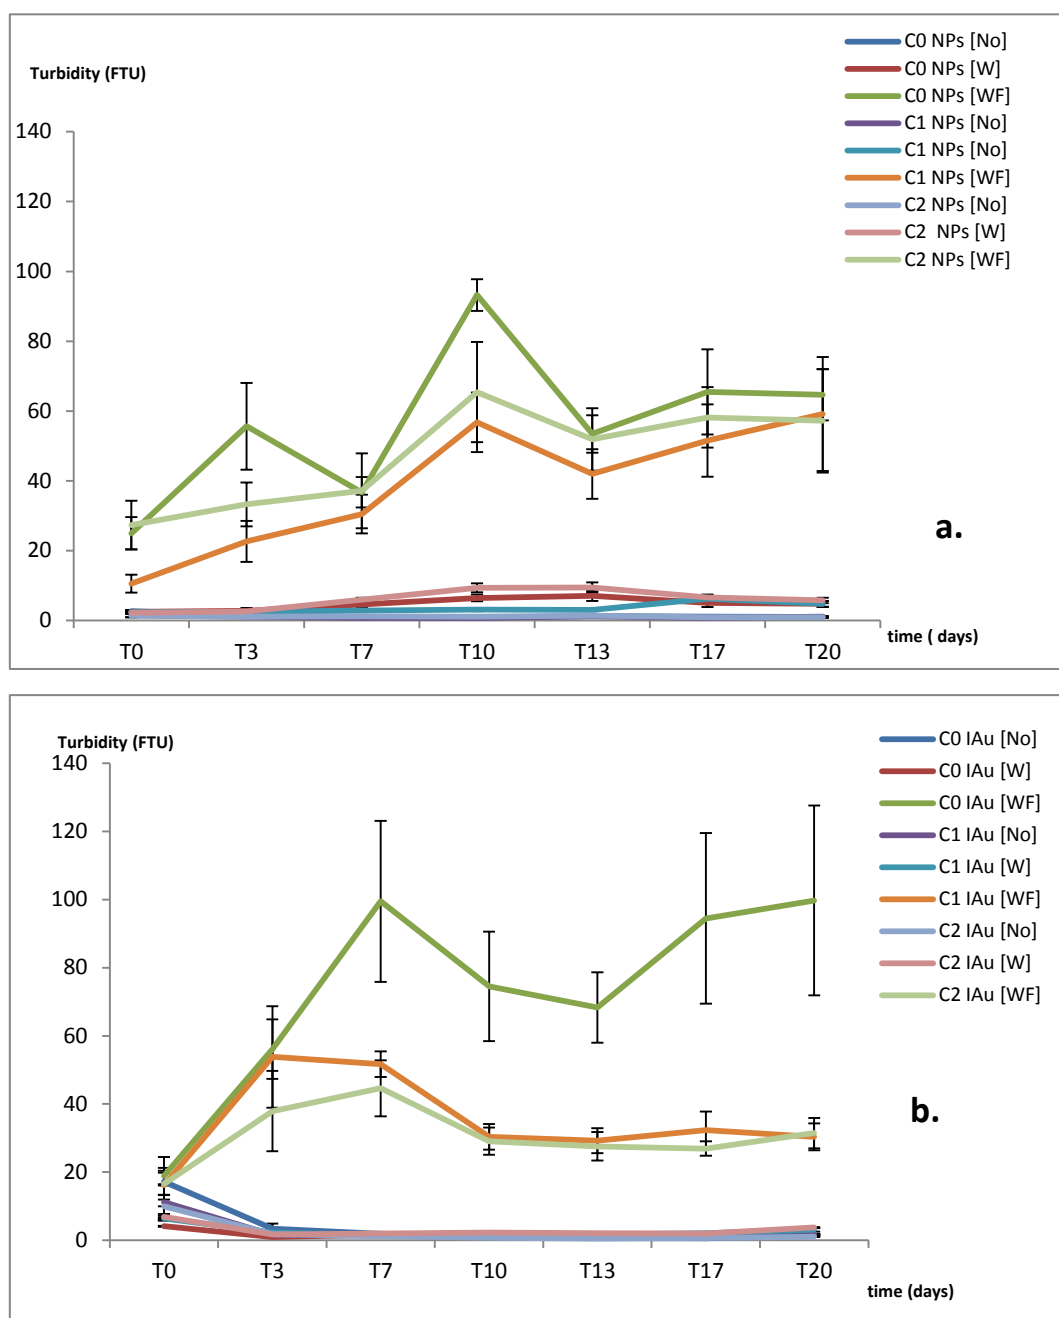 C0 NPs [No]
Turbidity (FTU)
C0 NPs [W]
C0 NPs [WF]
C1 NPs [No]
C1 NPs [No]
C1 NPs [WF]
C2 NPs [No]
C2 NPs [W]
C2 NPs [WF]
140
120
100
80
60
40
20
0
a.
time ( days)
T0 T3 T7 T10 T13 T17 T20
Turbidity (FTU)
C0 IAu [No]
C0 IAu [W]
C0 IAu [WF]
C1 IAu [No]
C1 IAu [W]
C1 IAu [WF]
C2 IAu [No]
C2 IAu [W]
C2 IAu [WF]
140
120
100
80
60
40
20
0
b.
T0 T3 T7 T10 T13 T17 T20
time (days)